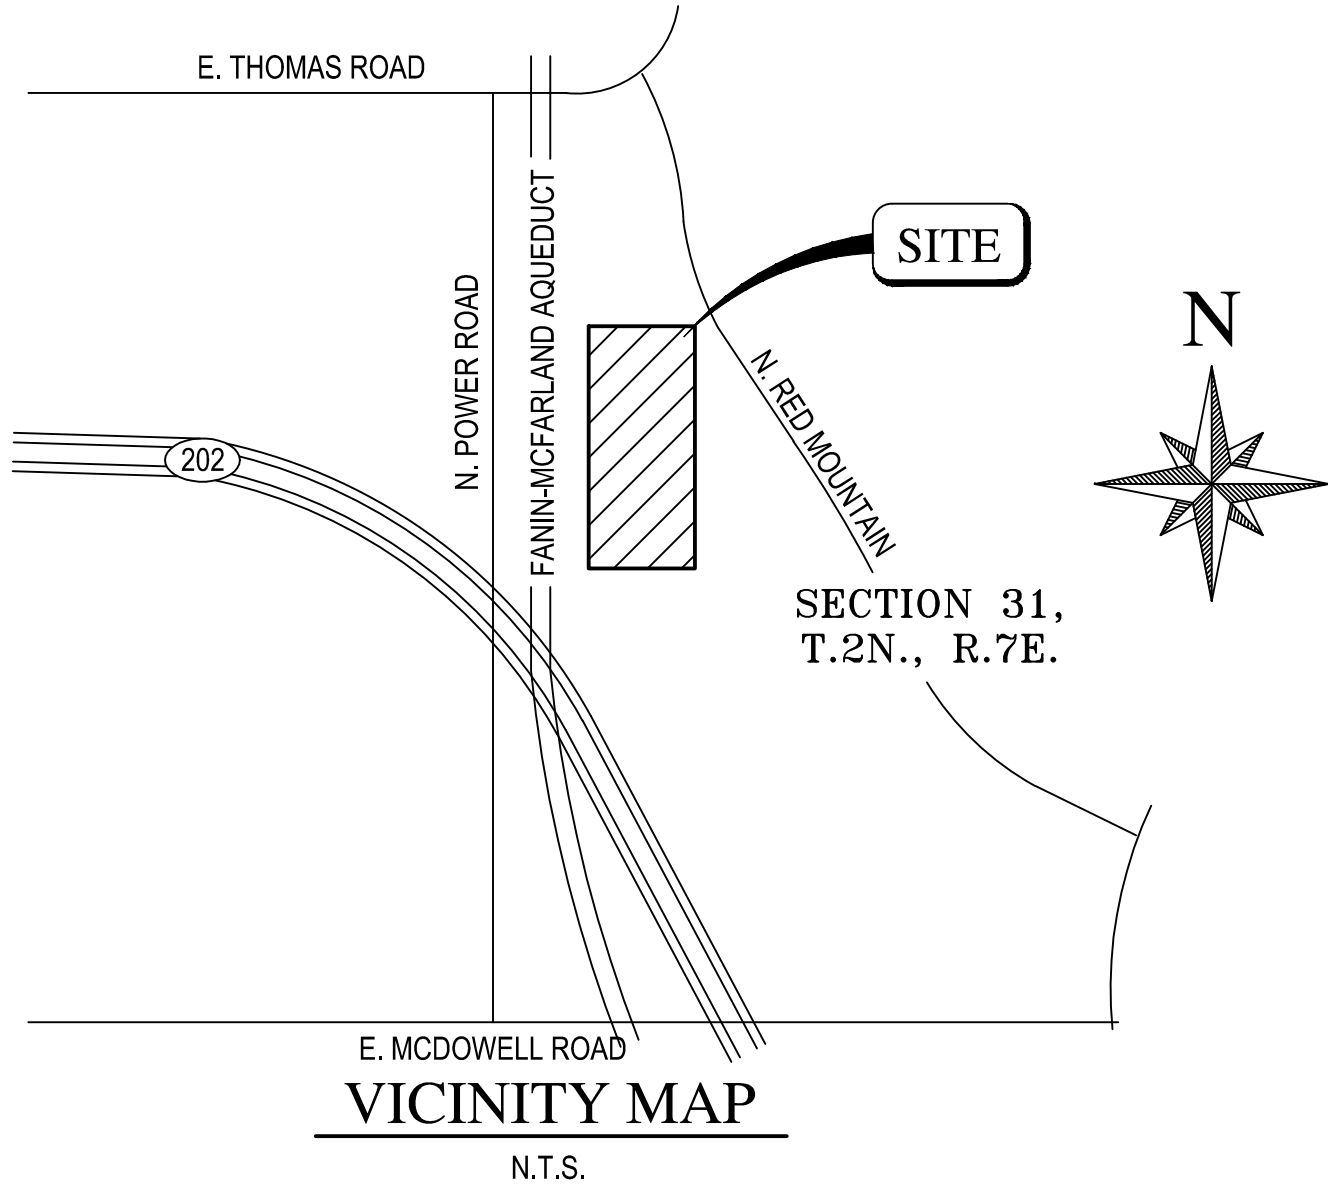 E. THOMAS ROAD
FANIN-MCFARLAND AQUEDUCT
SITE
N. POWER ROAD
N
N. RED MOUNTAIN
202
SECTION 31,
T.2N., R.7E.
E. MCDOWELL ROAD
VICINITY MAP
N.T.S.